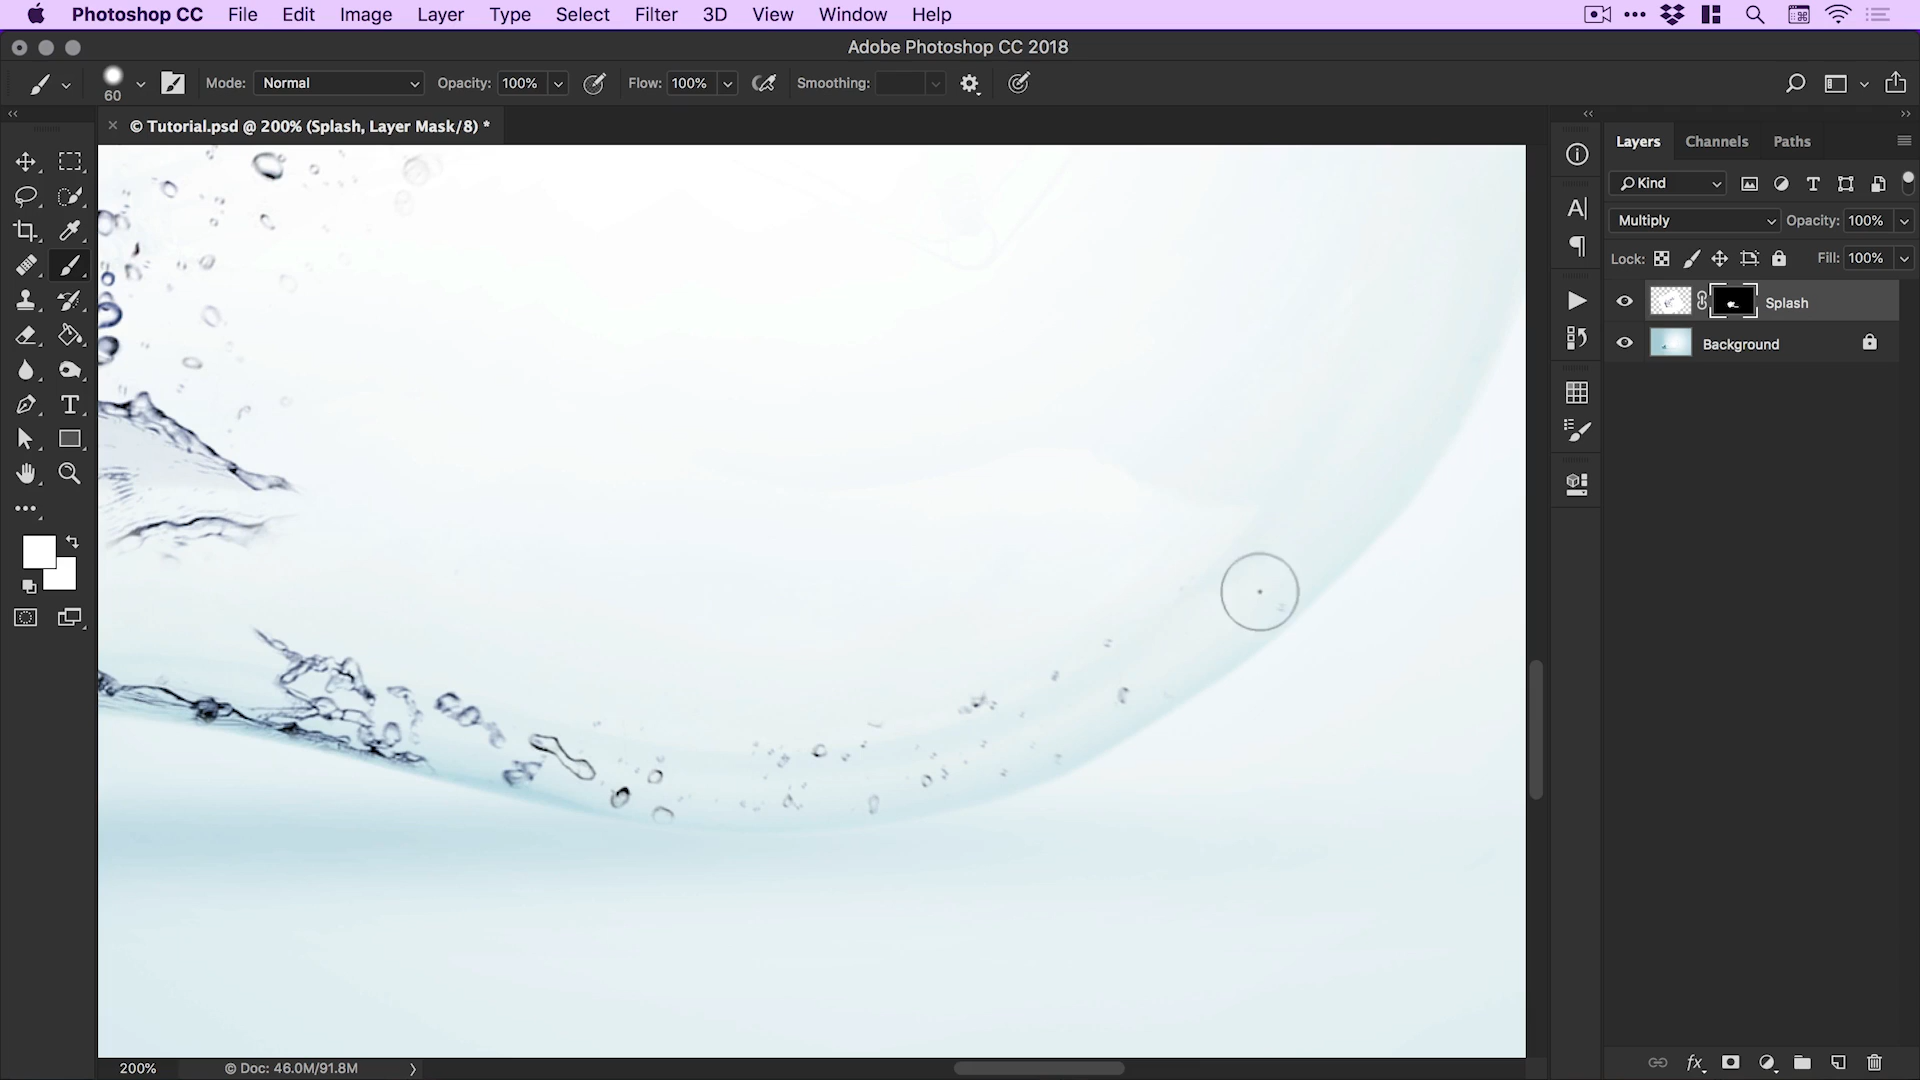 Photoshop CC File Edit Image Layer Type Select Filter 3D View Window Help
Adobe Photoshop CC 2018
60 Mode: Normal Opacity: 100% Flow: 100% Smoothing:
© Tutorial.psd @ 200% (Splash, Layer Mask/8) *
Layers Channels Paths
Kind
Multiply Opacity: 100%
Lock: Fill: 100%
Splash
Background
200% © Doc: 46.0M/91.8M